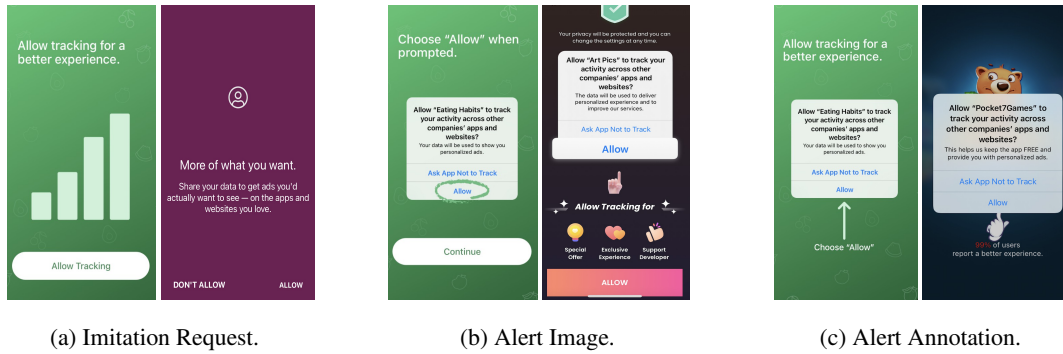 Allow tracking for a
better experience.
Allow Tracking
More of what you want.
Share your data to get ads you'd
actually want to see — on the apps and
websites you love.
DON'T ALLOW
ALLOW
(a) Imitation Request.
Choose "Allow" when
prompted.
Allow "Eating Habits" to track
your activity across other
companies' apps and
websites?
Your data will be used to show you
personalized ads.
Ask App Not to Track
Allow
Continue
Your privacy will be protected and you can
change the settings at any time.
Allow "Art Pics" to track your
activity across other
companies' apps and
websites?
The data will be used to deliver
personalized experience and to
improve our services.
Ask App Not to Track
Allow
Allow Tracking for
Special
Offer
Exclusive
Experience
Support
Developer
ALLOW
(b) Alert Image.
Allow tracking for a
better experience.
Allow "Eating Habits" to track
your activity across other
companies' apps and
websites?
Your data will be used to show you
personalized ads.
Ask App Not to Track
Allow
Choose "Allow"
Allow "Pocket7Games" to
track your activity across
other companies' apps and
websites?
This helps us keep the app FREE and
provide you with personalized ads.
Ask App Not to Track
Allow
99% of users
report a better experience.
(c) Alert Annotation.